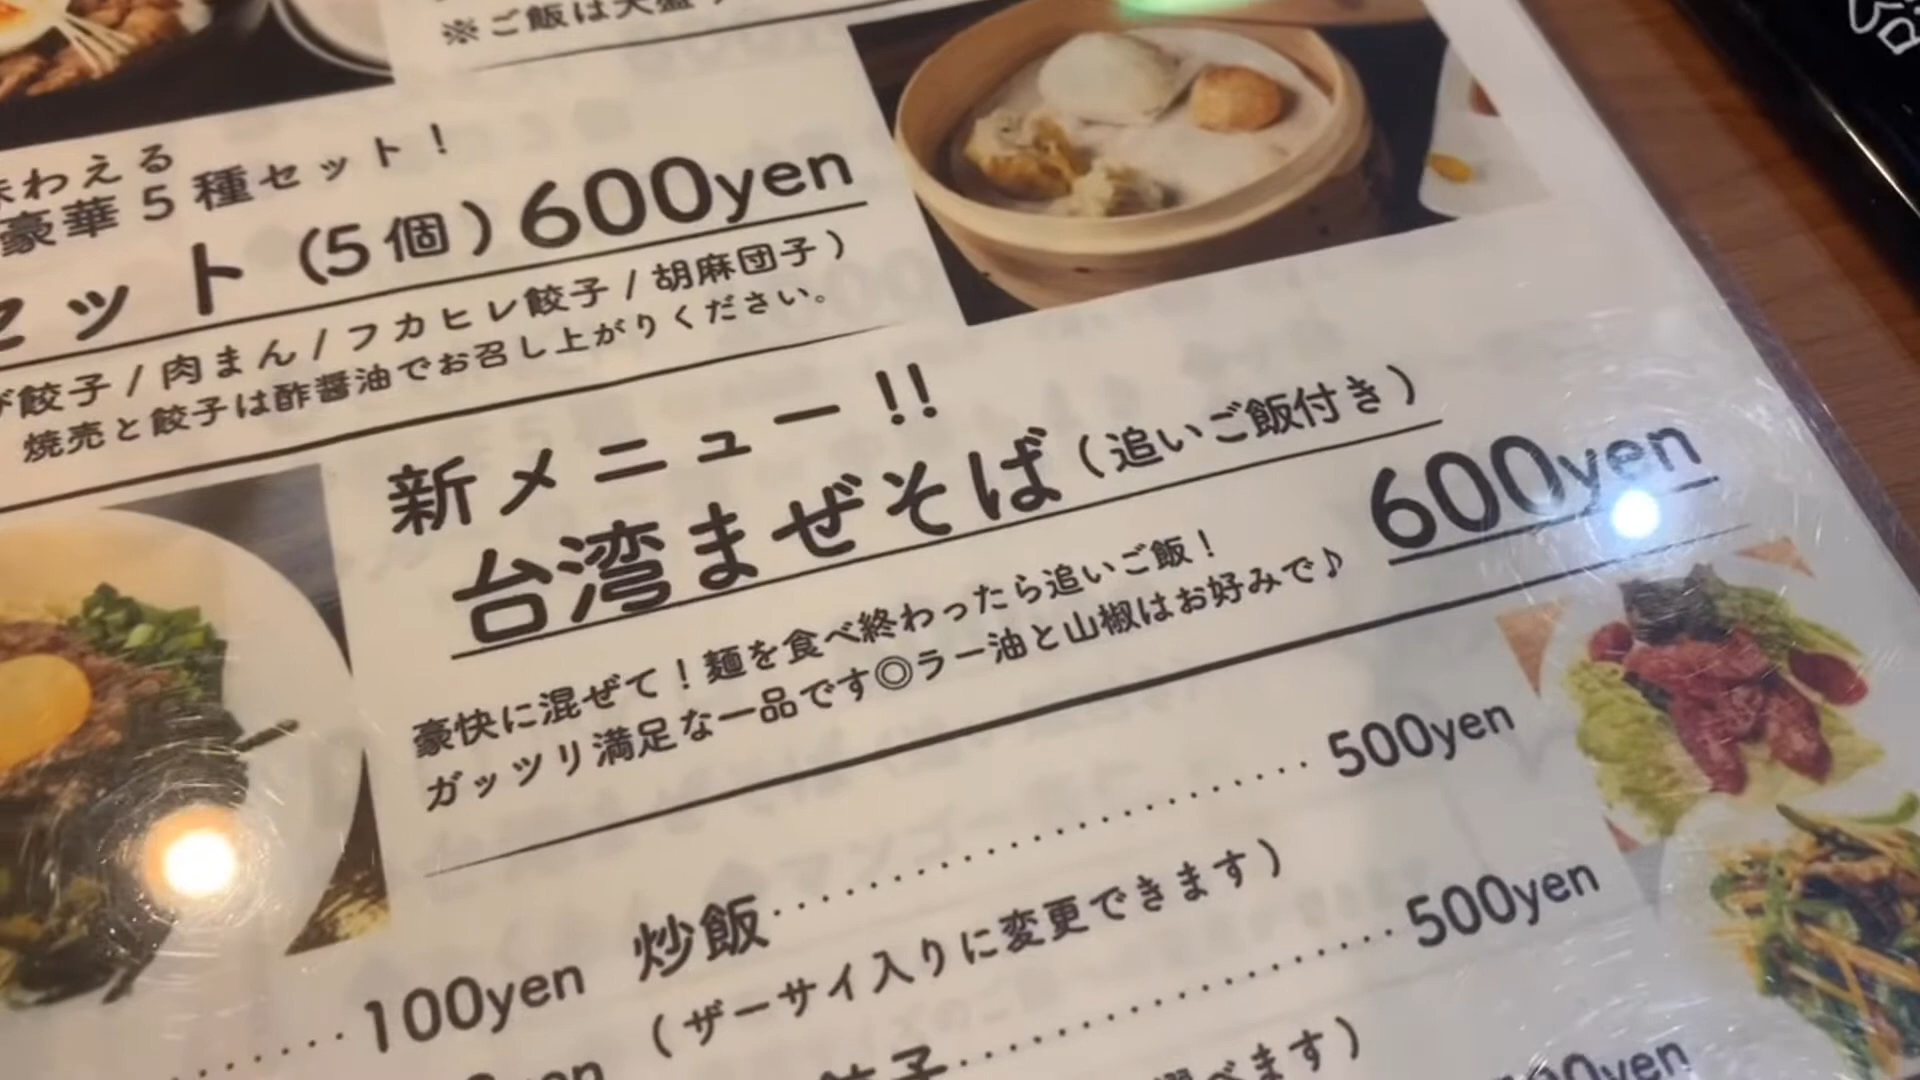 ※ご飯は大盛
味わえる
豪華5種セット！
セット（5個）600yen
餃子 / 肉まん / フカヒレ餃子 / 胡麻団子）
焼売と餃子は酢醤油でお召し上がりください。
新メニュー!!
台湾まぜそば（追いご飯付き）
600yen
豪快に混ぜて！麺を食べ終わったら追いご飯！
ガッツリ満足な一品です◎ラー油と山椒はお好みで♪
100yen
炒飯 500yen
（ザーサイ入りに変更できます）
餃子 500yen
べます）